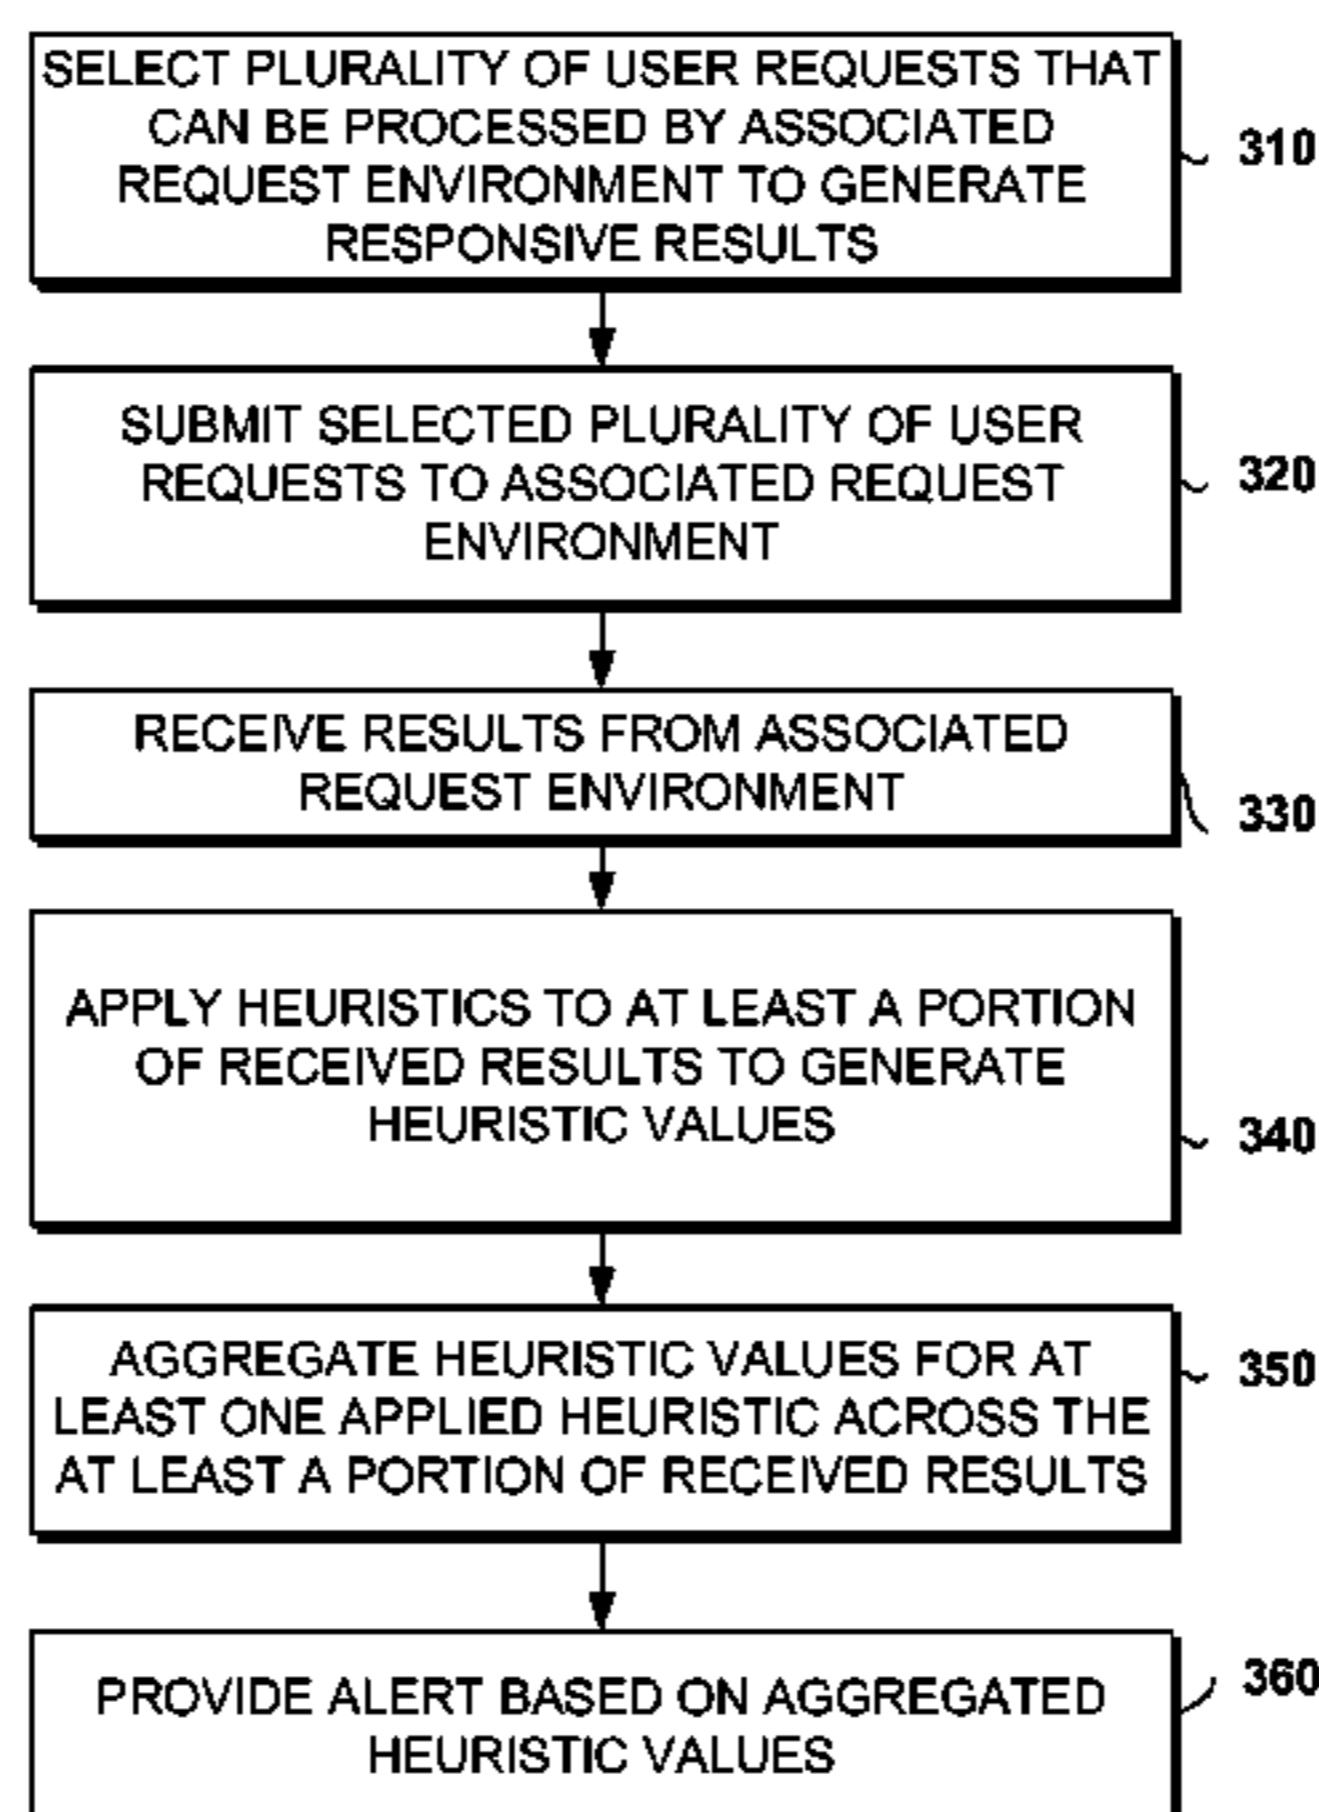 SELECT PLURALITY OF USER REQUESTS THAT
CAN BE PROCESSED BY ASSOCIATED
REQUEST ENVIRONMENT TO GENERATE
RESPONSIVE RESULTS
310
SUBMIT SELECTED PLURALITY OF USER
REQUESTS TO ASSOCIATED REQUEST
ENVIRONMENT
320
RECEIVE RESULTS FROM ASSOCIATED
REQUEST ENVIRONMENT
330
APPLY HEURISTICS TO AT LEAST A PORTION
OF RECEIVED RESULTS TO GENERATE
HEURISTIC VALUES
340
AGGREGATE HEURISTIC VALUES FOR AT
LEAST ONE APPLIED HEURISTIC ACROSS THE
AT LEAST A PORTION OF RECEIVED RESULTS
350
PROVIDE ALERT BASED ON AGGREGATED
HEURISTIC VALUES
360